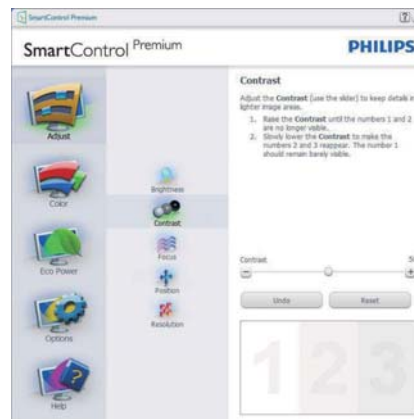 SmartControl Premium
SmartControl Premium
PHILIPS
Adjust
Color
Eco Power
Options
Help
Brightness
Contrast
Focus
Position
Resolution
Contrast
Adjust the Contrast (use the slider) to keep details in
lighter image areas.
1. Raise the Contrast until the numbers 1 and 2
are no longer visible.
2. Slowly lower the Contrast to make the
numbers 2 and 3 reappear. The number 1
should remain barely visible.
Contrast
Undo
Reset
1 2 3